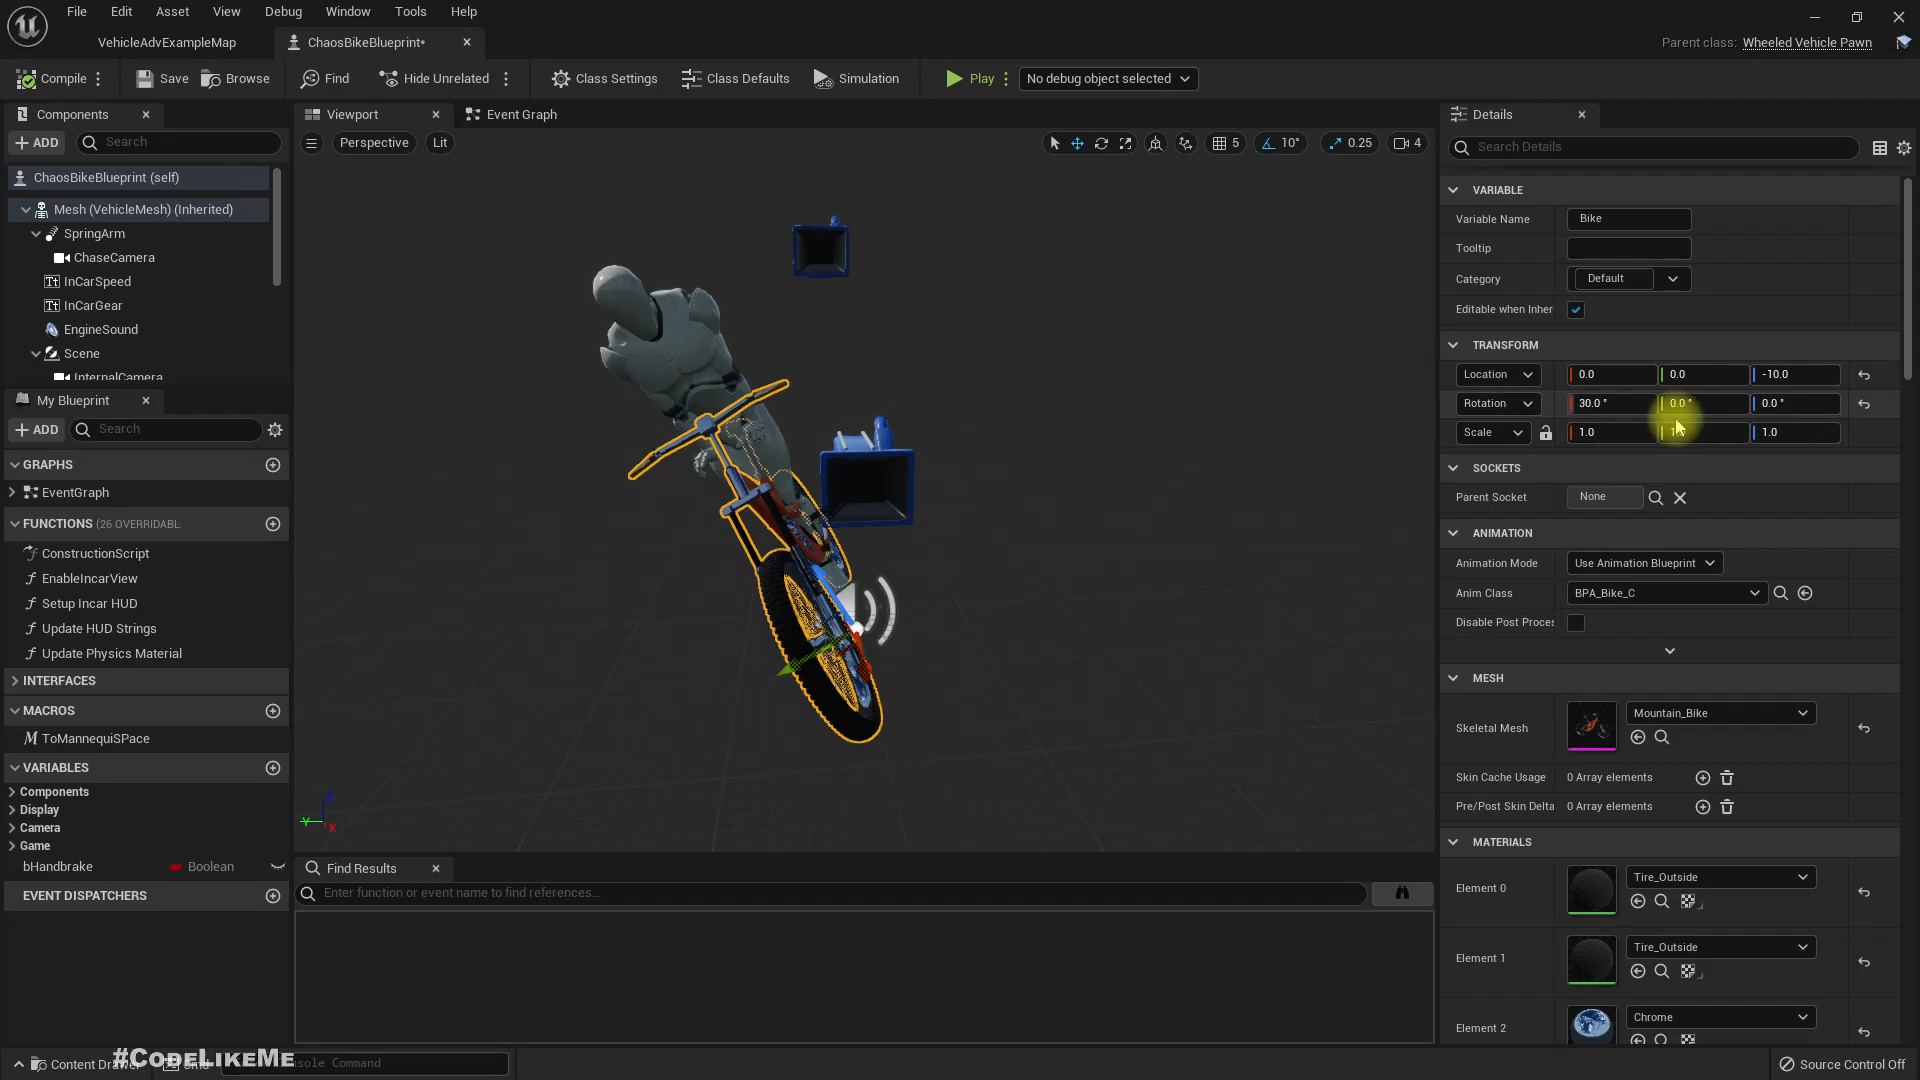 File Edit Asset View Debug Window Tools Help
VehicleAdvExampleMap
ChaosBikeBlueprint*
Parent class: Wheeled Vehicle Pawn
Compile
Save
Browse
Find
Hide Unrelated
Class Settings
Class Defaults
Simulation
Play
No debug object selected
Components
ADD
Search
ChaosBikeBlueprint (self)
Mesh (VehicleMesh) (Inherited)
SpringArm
ChaseCamera
InCarSpeed
InCarGear
EngineSound
Scene
InternalCamera
My Blueprint
ADD
Search
GRAPHS
EventGraph
FUNCTIONS (26 OVERRIDABL
ConstructionScript
EnableIncarView
Setup Incar HUD
Update HUD Strings
Update Physics Material
INTERFACES
MACROS
ToMannequiSPace
VARIABLES
Components
Display
Camera
Game
bHandbrake Boolean
EVENT DISPATCHERS
Viewport
Event Graph
Perspective
Lit
5
10°
0.25
4
Z
Y
X
Find Results
Enter function or event name to find references...
Details
Search Details
VARIABLE
Variable Name Bike
Tooltip
Category Default
Editable when Inher
TRANSFORM
Location 0.0 0.0 -10.0
Rotation 30.0 ° 0.0 ° 0.0 °
Scale 1.0 1.0
SOCKETS
Parent Socket None
ANIMATION
Animation Mode Use Animation Blueprint
Anim Class BPA_Bike_C
Disable Post Proces
MESH
Skeletal Mesh Mountain_Bike
Skin Cache Usage 0 Array elements
Pre/Post Skin Delta 0 Array elements
MATERIALS
Element 0 Tire_Outside
Element 1 Tire_Outside
Element 2 Chrome
Content Drawer
#CodeLikeMe
Console Command
Source Control Off